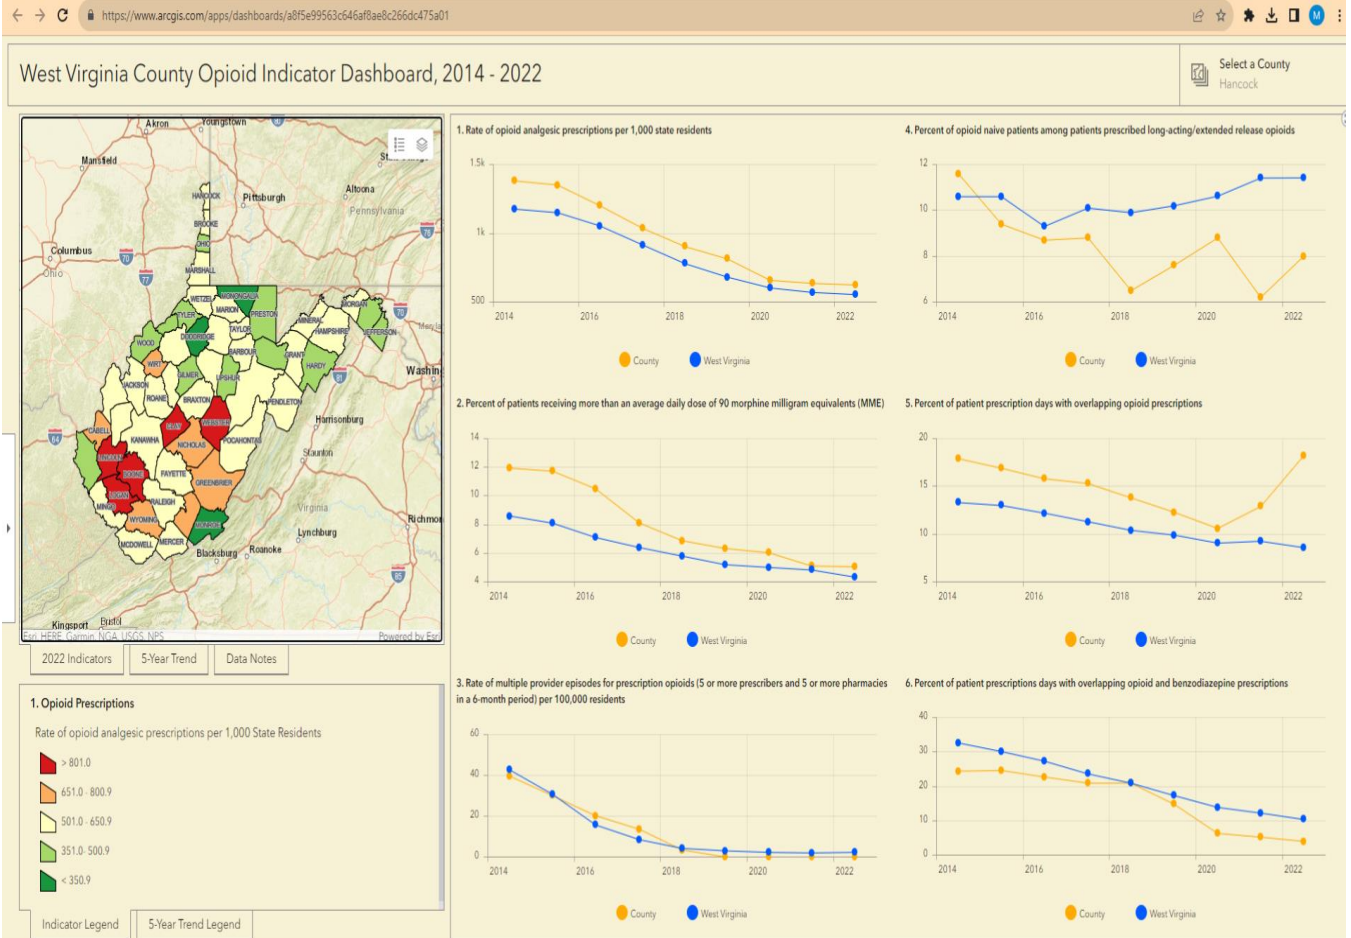 https://www.arcgis.com/apps/dashboards/a8f5e99563c646af8ae8c266dc475a01
M
West Virginia County Opioid Indicator Dashboard, 2014 - 2022
Select a County
Hancock
Akron
Youngstown
Mansfield
Altoona
Pittsburgh
Pennsylvania
HANCOCK
BROOKE
OHIO
76
Columbus
70
Ohio
77
MARSHALL
WETZEL
MONONGALIA
MARION
PRESTON
MORGAN
70
TYLER
TAYLOR
MINERAL
HAMPSHIRE
JEFFERSON
WOOD
DODDRIDGE
BARBOUR
GRANT
HARDY
WIRT
Washin
GILMER
UPSHUR
81
JACKSON
ROANE
BRAXTON
PENDLETON
Harrisonburg
CABELL
64
KANAWHA
CLAY
WEBSTER
NICHOLAS
POCAHONTAS
Staunton
LINCOLN
BOONE
FAYETTE
GREENBRIER
LOGAN
MINGO
RALEIGH
Virginia
WYOMING
MONROE
Richmon
MCDOWELL
MERCER
Lynchburg
Blacksburg
Roanoke
85
Kingsport
Bristol
Esri, HERE, Garmin, NGA, USGS, NPS
Powered by Esri
2022 Indicators
5-Year Trend
Data Notes
1. Opioid Prescriptions
Rate of opioid analgesic prescriptions per 1,000 State Residents
> 801.0
651.0 - 800.9
501.0 - 650.9
351.0- 500.9
< 350.9
Indicator Legend
5-Year Trend Legend
1. Rate of opioid analgesic prescriptions per 1,000 state residents
1.5k
1k
500
2014 2016 2018 2020 2022
County West Virginia
2. Percent of patients receiving more than an average daily dose of 90 morphine milligram equivalents (MME)
14
12
10
8
6
4
2014 2016 2018 2020 2022
County West Virginia
3. Rate of multiple provider episodes for prescription opioids (5 or more prescribers and 5 or more pharmacies
in a 6-month period) per 100,000 residents
60
40
20
0
2014 2016 2018 2020 2022
County West Virginia
4. Percent of opioid naive patients among patients prescribed long-acting/extended release opioids
12
10
8
6
2014 2016 2018 2020 2022
County West Virginia
5. Percent of patient prescription days with overlapping opioid prescriptions
20
15
10
5
2014 2016 2018 2020 2022
County West Virginia
6. Percent of patient prescriptions days with overlapping opioid and benzodiazepine prescriptions
40
30
20
10
0
2014 2016 2018 2020 2022
County West Virginia